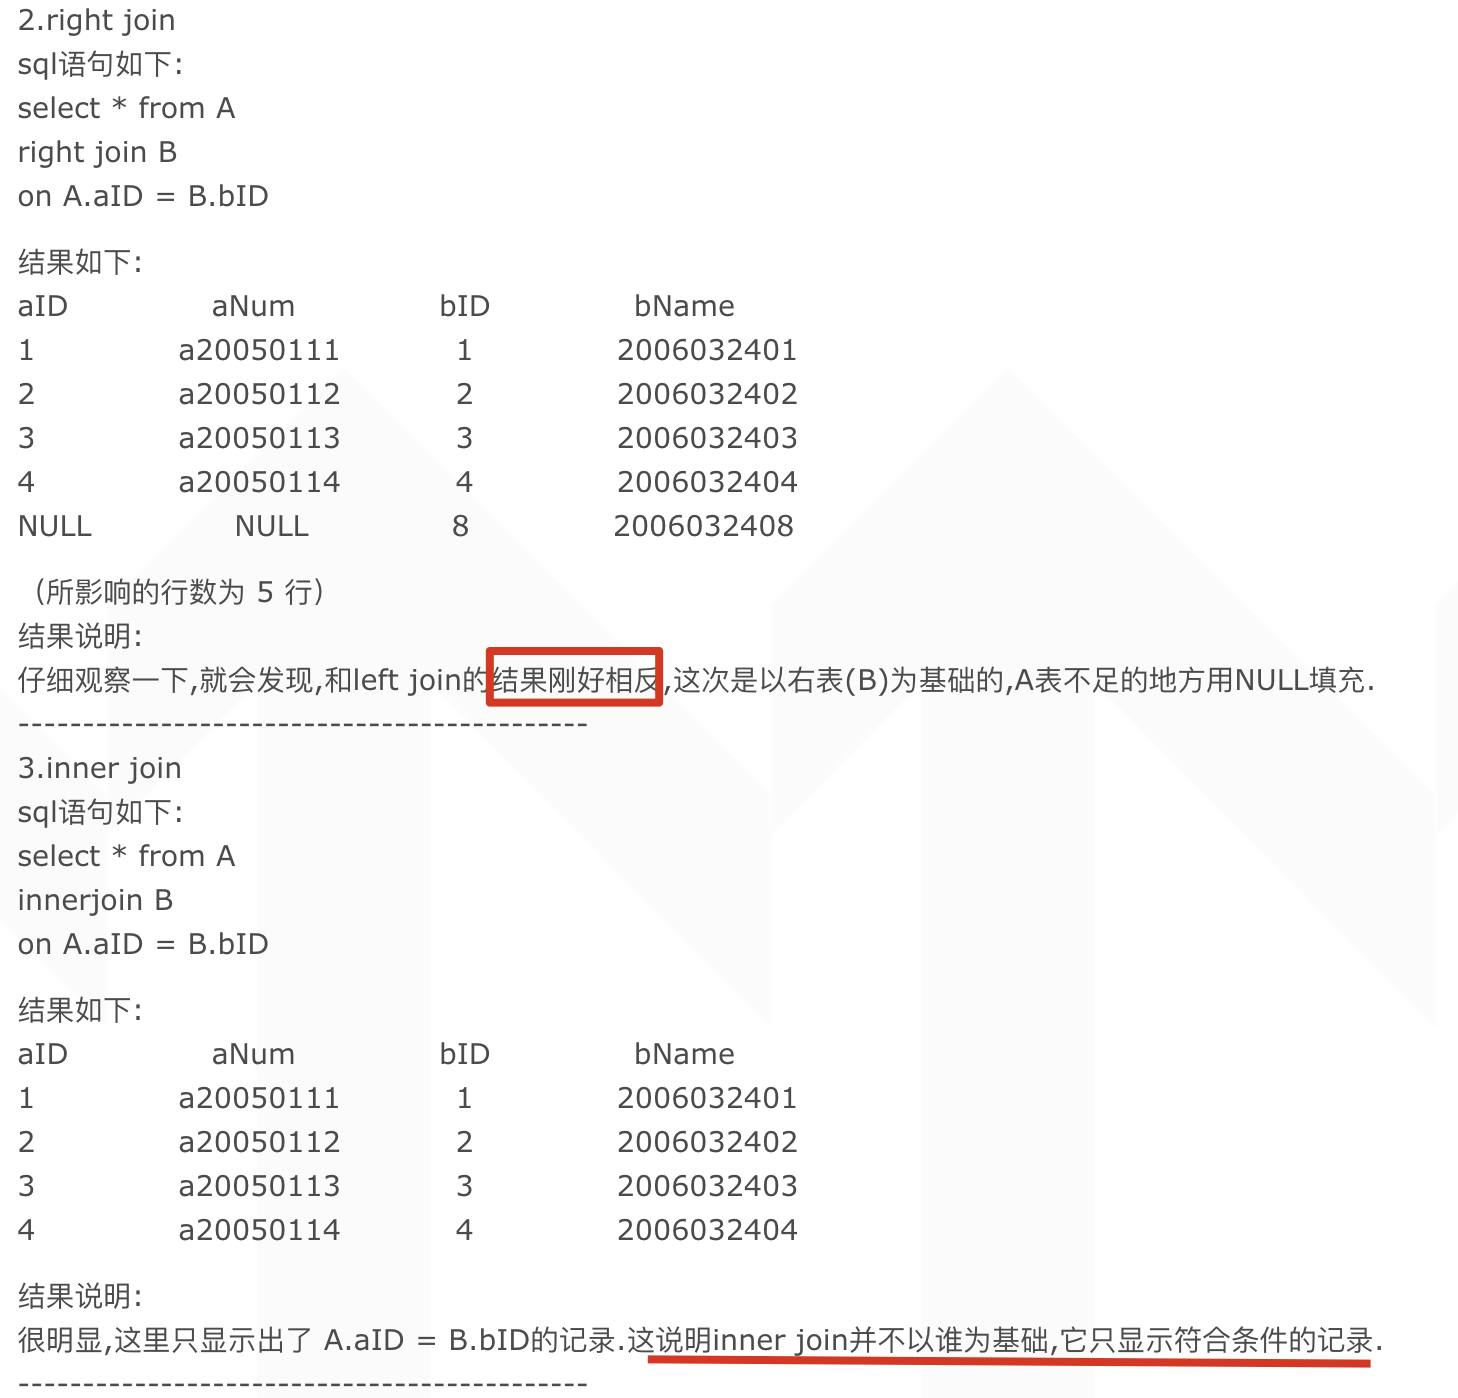 2.right join
sql语句如下:
select * from A
right join B
on A.aID = B.bID
结果如下:
aID aNum bID bName
1 a20050111 1 2006032401
2 a20050112 2 2006032402
3 a20050113 3 2006032403
4 a20050114 4 2006032404
NULL NULL 8 2006032408
（所影响的行数为 5 行）
结果说明:
仔细观察一下,就会发现,和left join的结果刚好相反,这次是以右表(B)为基础的,A表不足的地方用NULL填充.
--------------------------------------------
3.inner join
sql语句如下:
select * from A
innerjoin B
on A.aID = B.bID
结果如下:
aID aNum bID bName
1 a20050111 1 2006032401
2 a20050112 2 2006032402
3 a20050113 3 2006032403
4 a20050114 4 2006032404
结果说明:
很明显,这里只显示出了 A.aID = B.bID的记录.这说明inner join并不以谁为基础,它只显示符合条件的记录.
--------------------------------------------